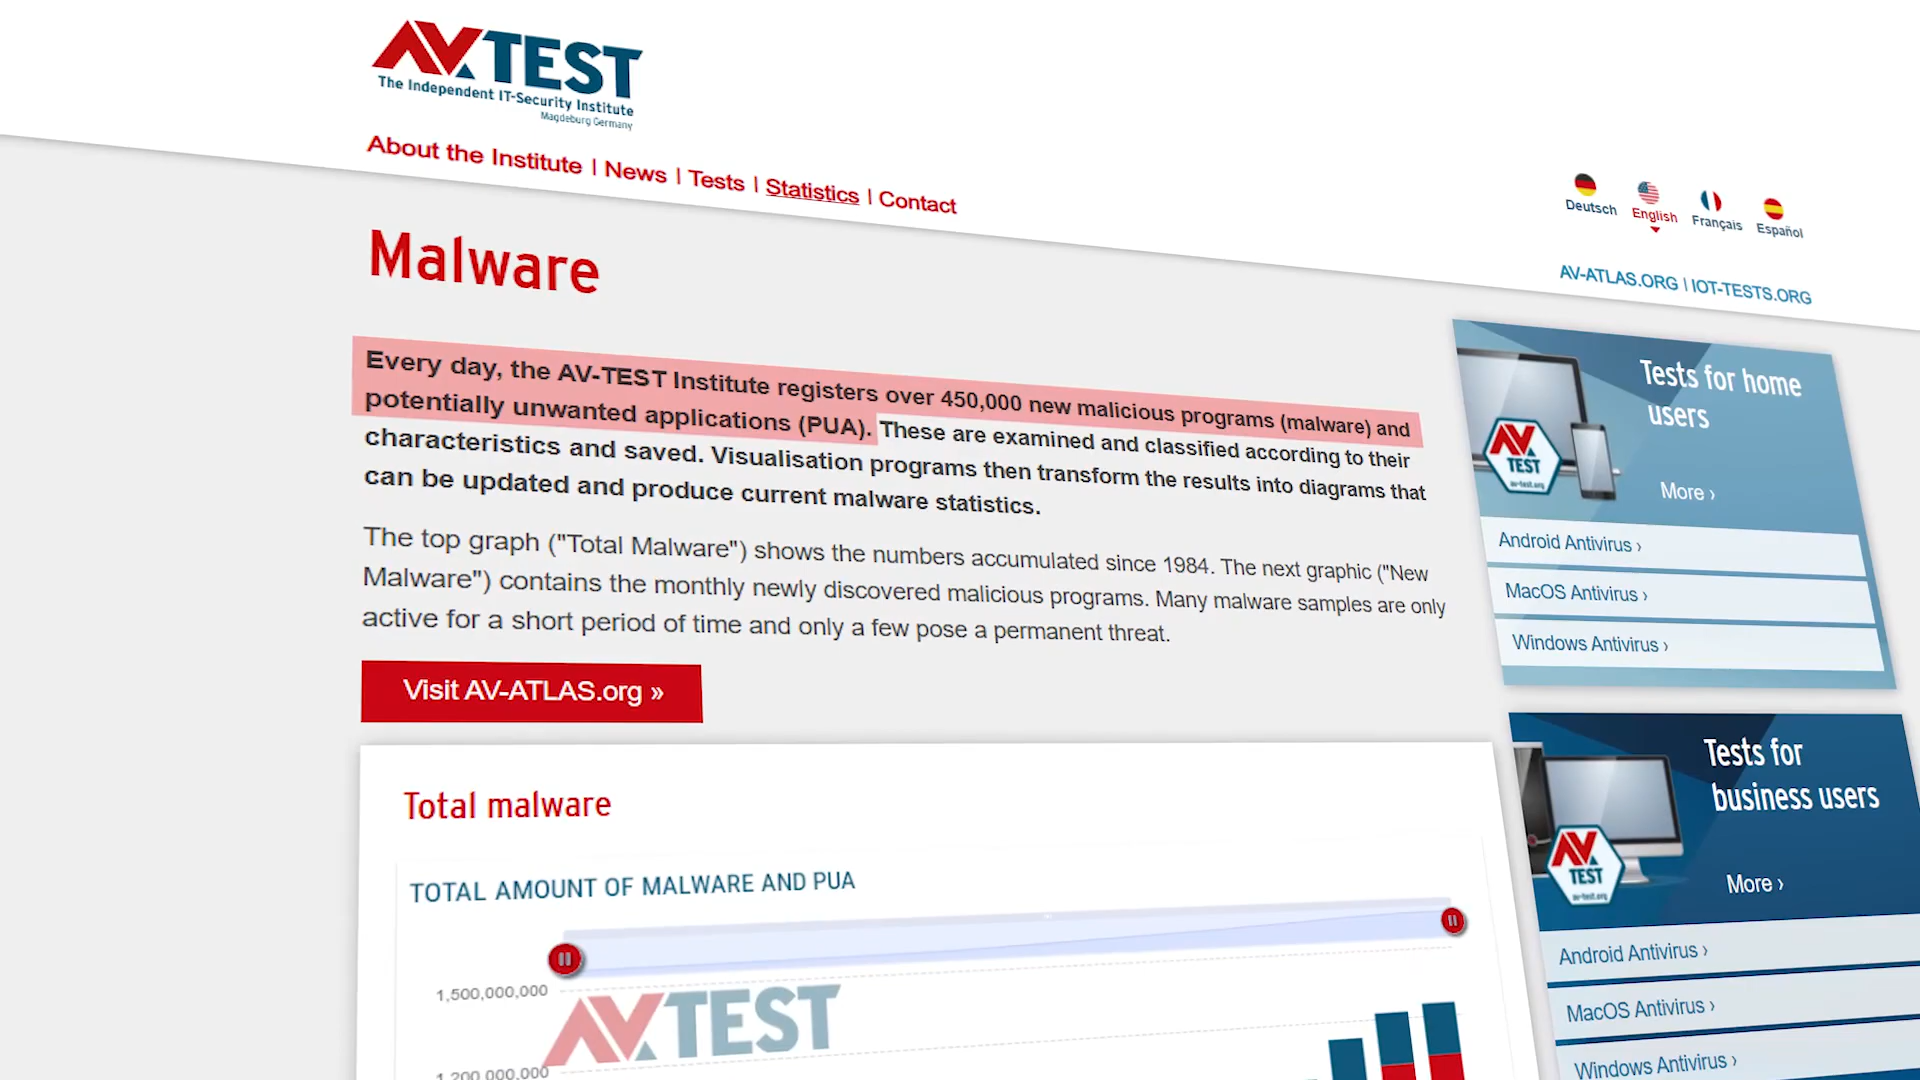 AVTEST
The Independent IT-Security Institute
Magdeburg Germany
About the Institute | News | Tests | Statistics | Contact
Deutsch
English
Français
Español
AV-ATLAS.ORG | IOT-TESTS.ORG
Malware
Every day, the AV-TEST Institute registers over 450,000 new malicious programs (malware) and
potentially unwanted applications (PUA). These are examined and classified according to their
characteristics and saved. Visualisation programs then transform the results into diagrams that
can be updated and produce current malware statistics.
The top graph ("Total Malware") shows the numbers accumulated since 1984. The next graphic ("New
Malware") contains the monthly newly discovered malicious programs. Many malware samples are only
active for a short period of time and only a few pose a permanent threat.
Visit AV-ATLAS.org »
Total malware
TOTAL AMOUNT OF MALWARE AND PUA
1,500,000,000
AVTEST
1,200,000,000
Tests for home
users
AV
TEST
av-test.org
More ›
Android Antivirus ›
MacOS Antivirus ›
Windows Antivirus ›
Tests for
business users
AV
TEST
av-test.org
More ›
Android Antivirus ›
MacOS Antivirus ›
Windows Antivirus ›